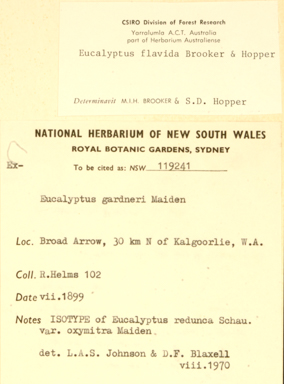 CSIRO Division of Forest Research
Yarralumla A.C.T. Australia
part of Herbarium Australiense
Eucalyptus flavida Brooker & Hopper
Determinavit M.I.H. BROOKER & S.D. Hopper
NATIONAL HERBARIUM OF NEW SOUTH WALES
ROYAL BOTANIC GARDENS, SYDNEY
Ex-
To be cited as: NSW 119241
Eucalyptus gardneri Maiden
Loc. Broad Arrow, 30 km N of Kalgoorlie, W.A.
Coll. R.Helms 102
Date vii.1899
Notes ISOTYPE of Eucalyptus redunca Schau.
var. oxymitra Maiden.
det. L.A.S. Johnson & D.F. Blaxell
viii.1970